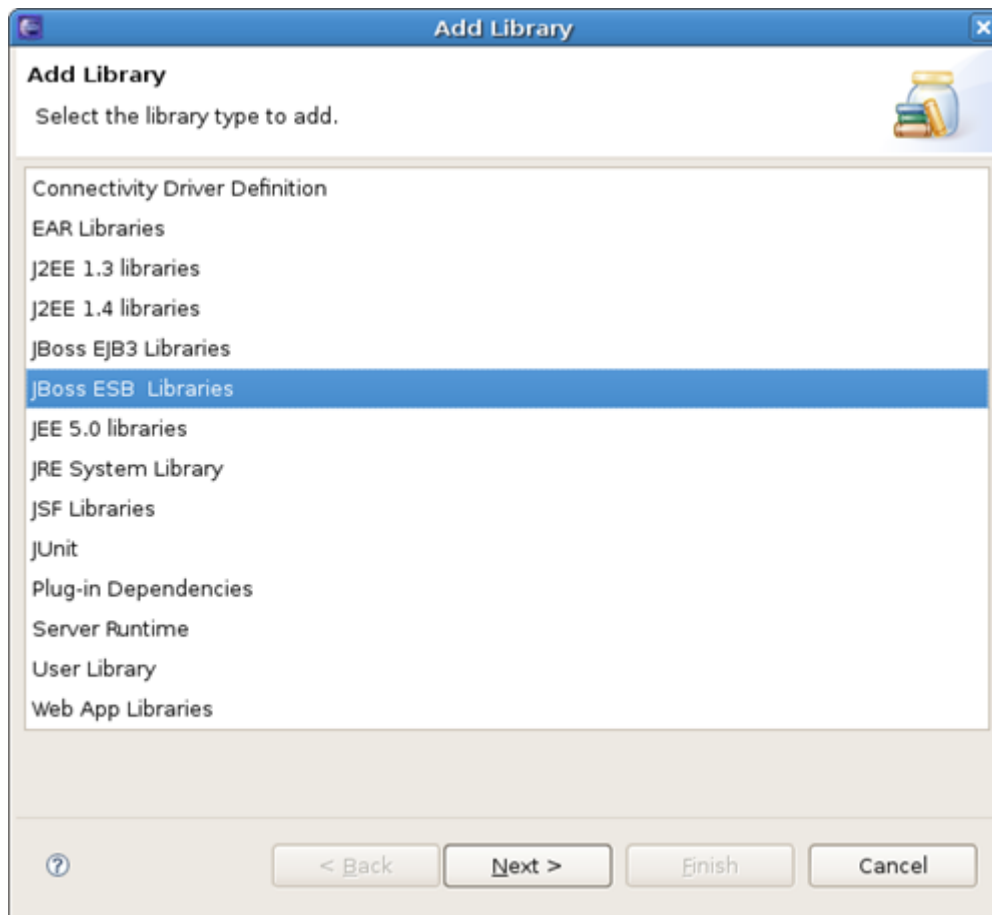 Add Library
Add Library
Select the library type to add.
Connectivity Driver Definition
EAR Libraries
J2EE 1.3 libraries
J2EE 1.4 libraries
JBoss EJB3 Libraries
JBoss ESB  Libraries
JEE 5.0 libraries
JRE System Library
JSF Libraries
JUnit
Plug-in Dependencies
Server Runtime
User Library
Web App Libraries
? < Back Next > Finish Cancel